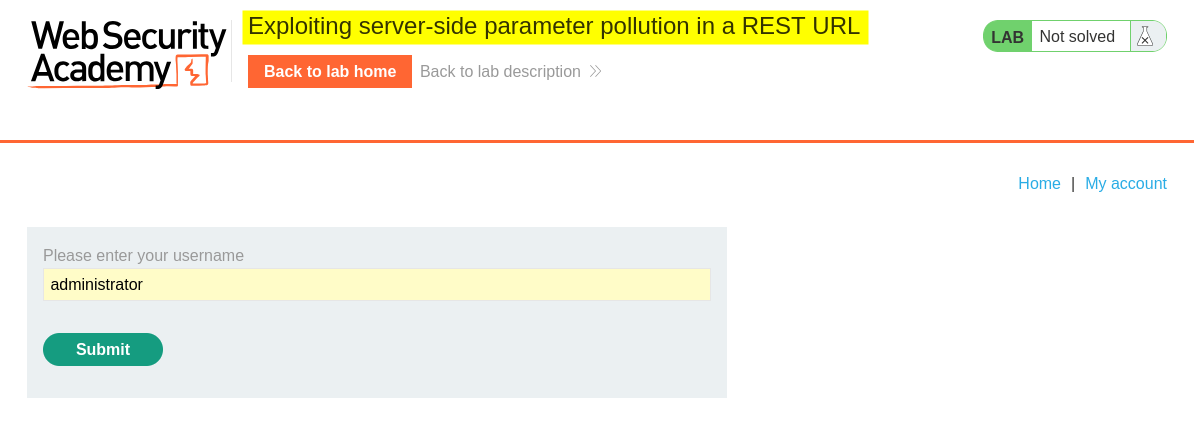 Web Security
Academy
Exploiting server-side parameter pollution in a REST URL
Back to lab home
Back to lab description
LAB
Not solved
Home | My account
Please enter your username
administrator
Submit